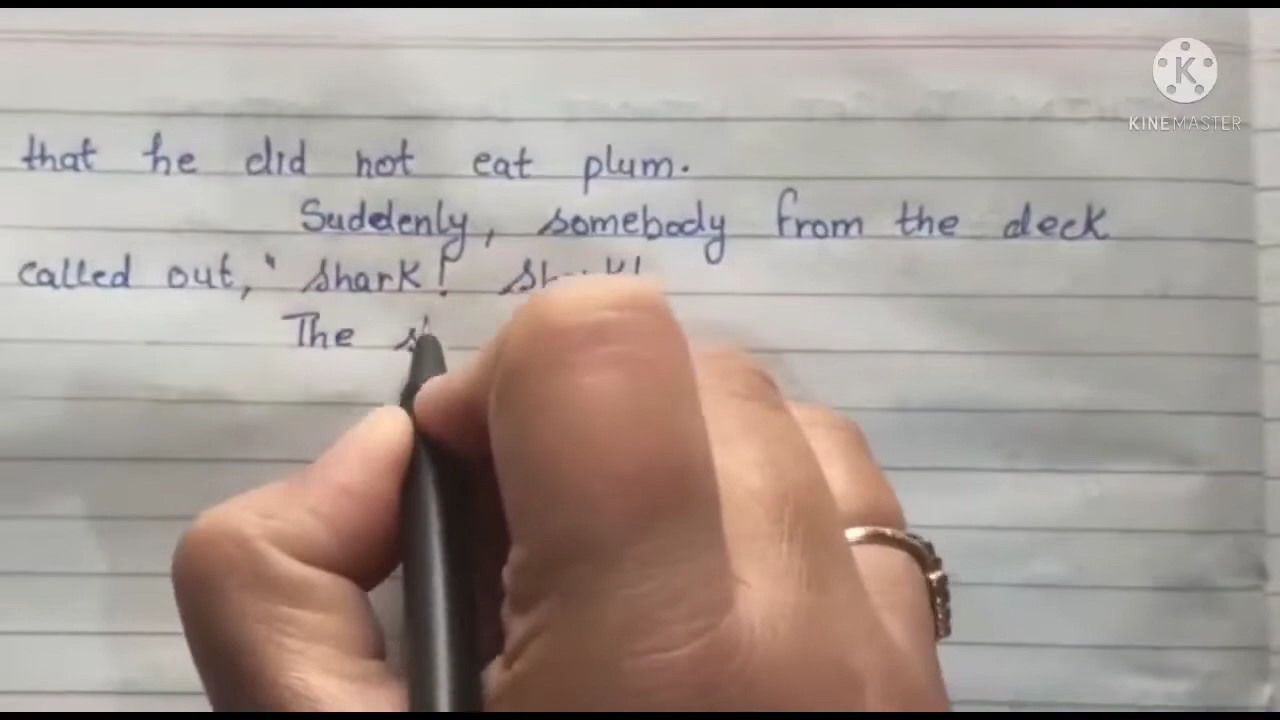 that he did not eat plum.
Suddenly, somebody from the deck
called out, " shark!
The
K
KINEMASTER